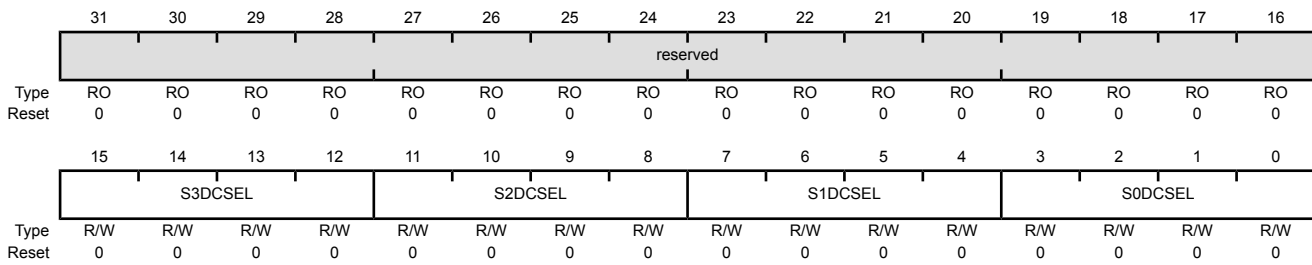 31 30 29 28 27 26 25 24 23 22 21 20 19 18 17 16
reserved
Type RO RO RO RO RO RO RO RO RO RO RO RO RO RO RO RO
Reset 0 0 0 0 0 0 0 0 0 0 0 0 0 0 0 0
15 14 13 12 11 10 9 8 7 6 5 4 3 2 1 0
S3DCSEL S2DCSEL S1DCSEL S0DCSEL
Type R/W R/W R/W R/W R/W R/W R/W R/W R/W R/W R/W R/W R/W R/W R/W R/W
Reset 0 0 0 0 0 0 0 0 0 0 0 0 0 0 0 0